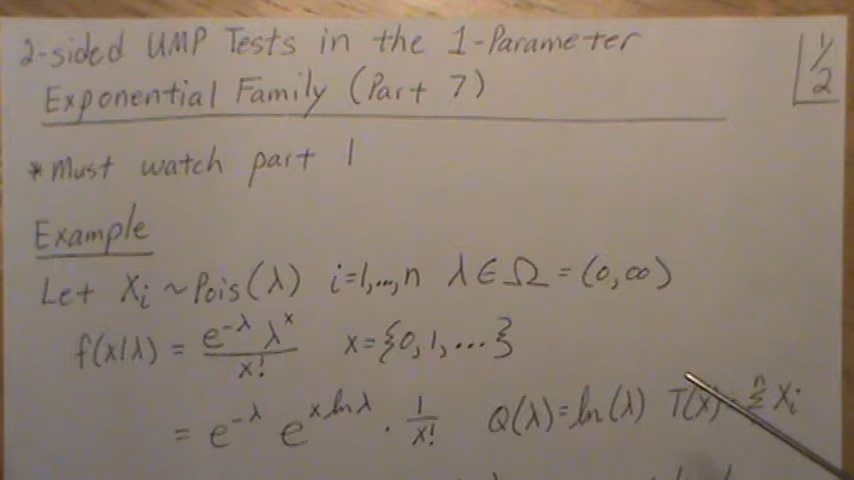 2-sided UMP Tests in the 1-Parameter
Exponential Family (Part 7)
1/2
*Must watch part 1
Example
Let Xi ~ Pois(λ) i=1,...,n λ ∈ Ω = (0,∞)
f(x|λ) = e^{-λ} λ^x / x! x = {0, 1, ...}
= e^{-λ} e^{x ln λ} · 1/x! Q(λ) = ln(λ) T(x) = Σ^n Xi